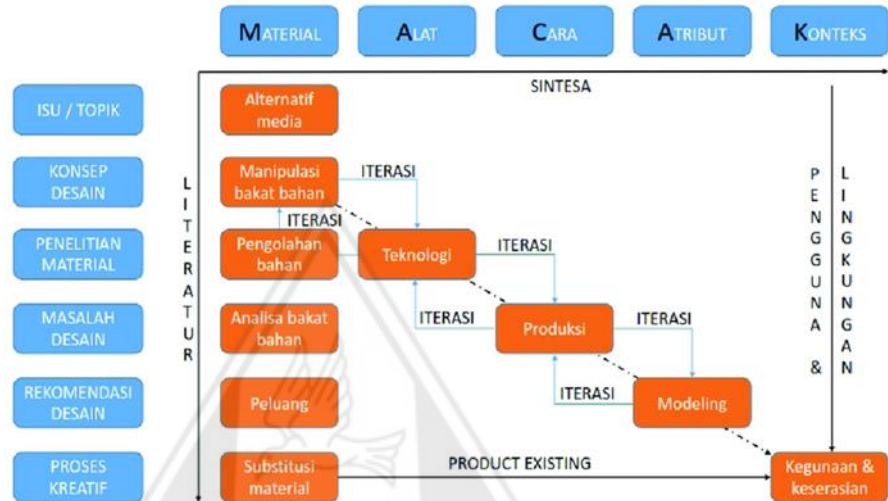 MATERIAL
ALAT
CARA
ATRIBUT
KONTEKS
SINTESA
ISU / TOPIK
Alternatif
media
KONSEP
DESAIN
Manipulasi
bakat bahan
ITERASI
ITERASI
PENELITIAN
MATERIAL
Pengolahan
bahan
Teknologi
ITERASI
MASALAH
DESAIN
Analisa bakat
bahan
ITERASI
Produksi
ITERASI
REKOMENDASI
DESAIN
Peluang
ITERASI
Modeling
PROSES
KREATIF
Substitusi
material
PRODUCT EXISTING
Kegunaan &
keserasian
LITERATUR
PENGGUNA &
LINGKUNGAN